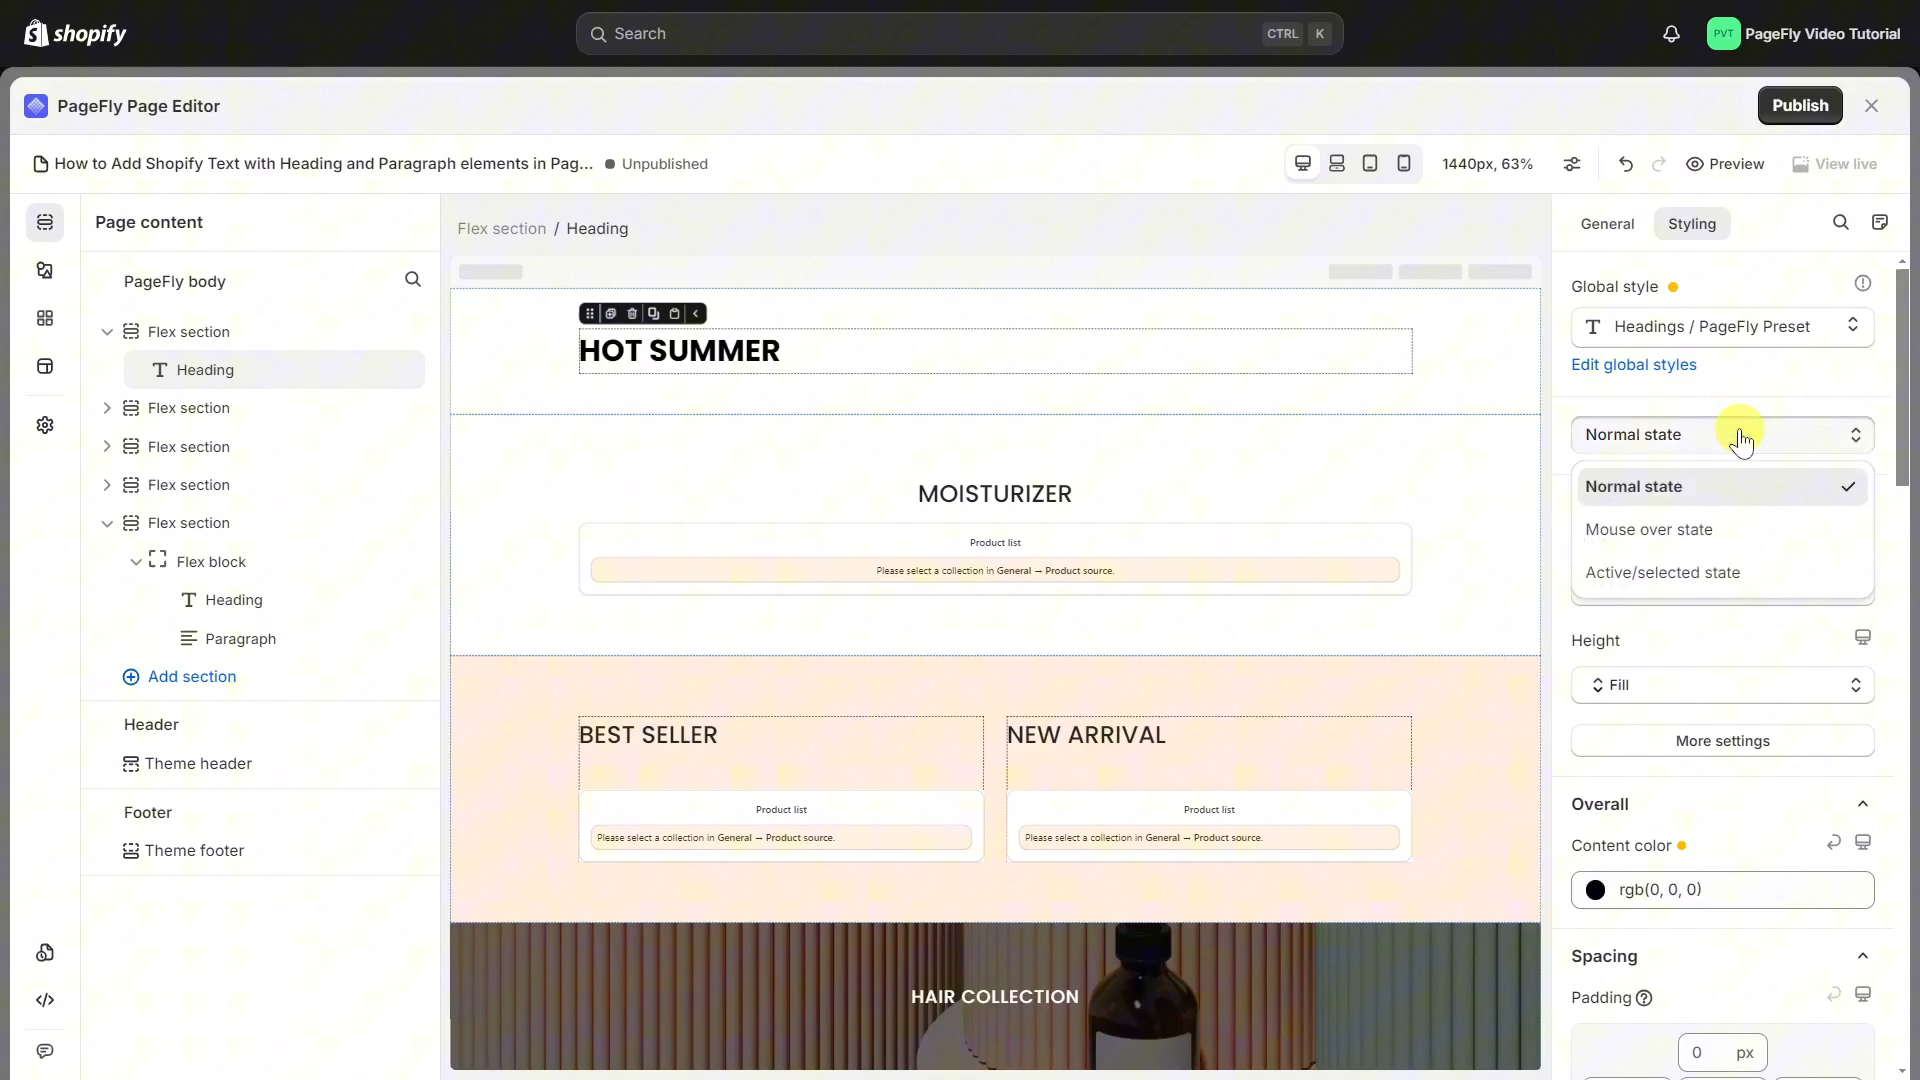 shopify
Search
CTRL K
PVT
PageFly Video Tutorial
PageFly Page Editor
Publish
How to Add Shopify Text with Heading and Paragraph elements in Pag...
Unpublished
1440px, 63%
Preview
View live
Page content
PageFly body
Flex section
Heading
Flex section
Flex section
Flex section
Flex section
Flex block
Heading
Paragraph
Add section
Header
Theme header
Footer
Theme footer
Flex section / Heading
HOT SUMMER
MOISTURIZER
Product list
Please select a collection in General → Product source.
BEST SELLER
Product list
Please select a collection in General → Product source.
NEW ARRIVAL
Product list
Please select a collection in General → Product source.
HAIR COLLECTION
General
Styling
Global style
Headings / PageFly Preset
Edit global styles
Normal state
Normal state
Mouse over state
Active/selected state
Height
Fill
More settings
Overall
Content color
rgb(0, 0, 0)
Spacing
Padding
0 px